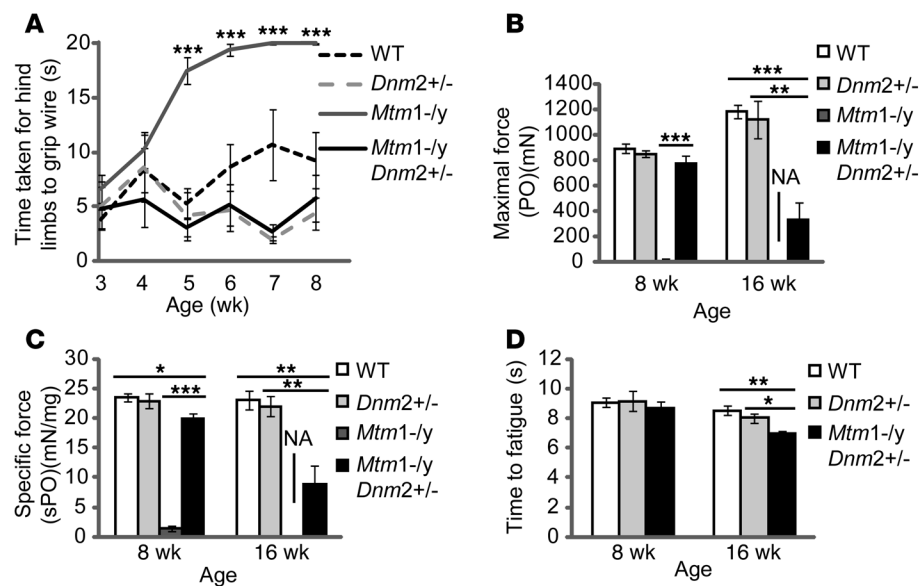 A
Time taken for hind
limbs to grip wire (s)
20
15
10
5
0
*** *** *** ***
3 4 5 6 7 8
Age (wk)
WT
Dnm2+/-
Mtm1-/y
Mtm1-/y
Dnm2+/-
B
Maximal force
(PO)(mN)
1400
1200
1000
800
600
400
200
0
***
***
**
NA
8 wk 16 wk
Age
WT
Dnm2+/-
Mtm1-/y
Mtm1-/y
Dnm2+/-
C
Specific force
(sPO)(mN/mg)
30
25
20
15
10
5
0
*
***
**
**
NA
8 wk 16 wk
Age
WT
Dnm2+/-
Mtm1-/y
Mtm1-/y
Dnm2+/-
D
Time to fatigue (s)
12
10
8
6
4
2
0
**
*
8 wk 16 wk
Age
WT
Dnm2+/-
Mtm1-/y
Dnm2+/-